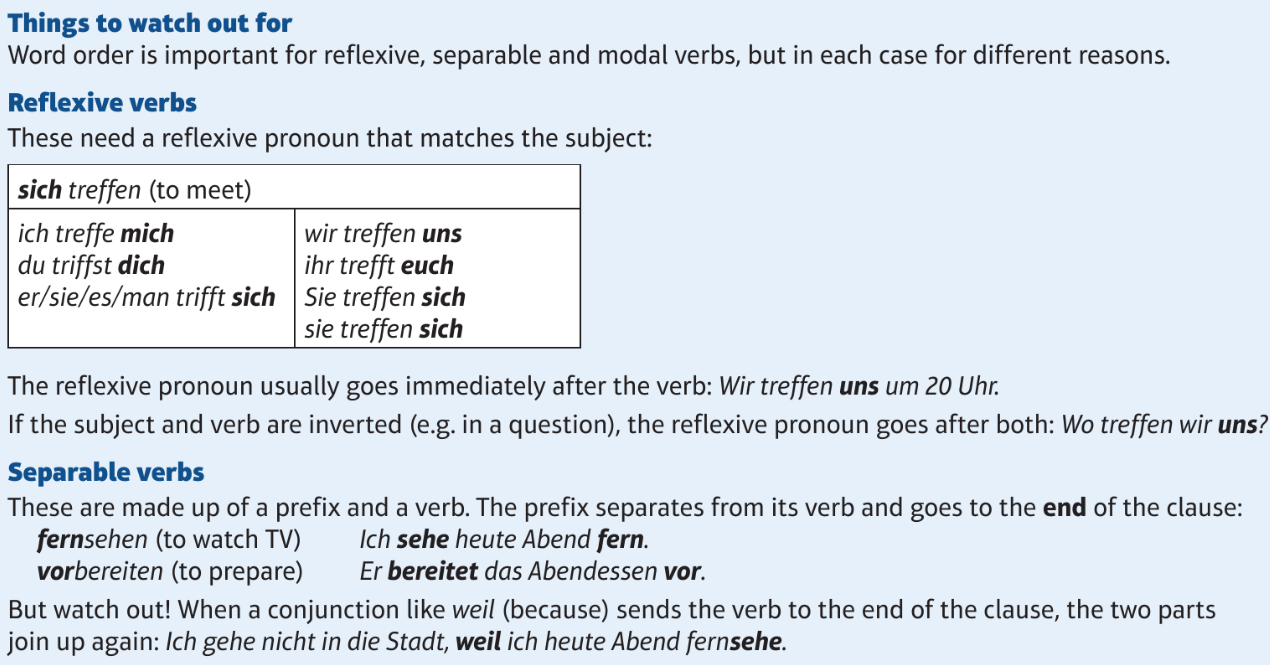 Things to watch out for
Word order is important for reflexive, separable and modal verbs, but in each case for different reasons.
Reflexive verbs
These need a reflexive pronoun that matches the subject:
sich treffen (to meet)
ich treffe mich
du triffst dich
er/sie/es/man trifft sich
wir treffen uns
ihr trefft euch
Sie treffen sich
sie treffen sich
The reflexive pronoun usually goes immediately after the verb: Wir treffen uns um 20 Uhr.
If the subject and verb are inverted (e.g. in a question), the reflexive pronoun goes after both: Wo treffen wir uns?
Separable verbs
These are made up of a prefix and a verb. The prefix separates from its verb and goes to the end of the clause:
fernsehen (to watch TV) Ich sehe heute Abend fern.
vorbereiten (to prepare) Er bereitet das Abendessen vor.
But watch out! When a conjunction like weil (because) sends the verb to the end of the clause, the two parts
join up again: Ich gehe nicht in die Stadt, weil ich heute Abend fernsehe.